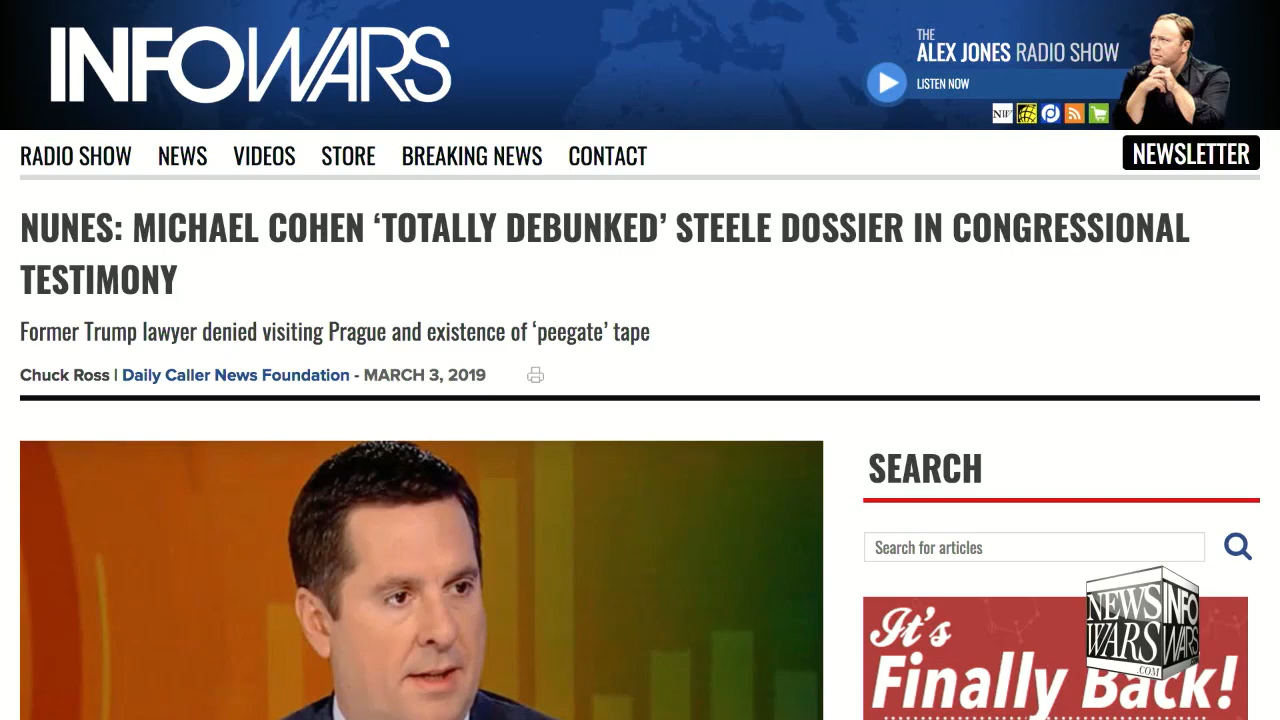 INFOWARS
THE
ALEX JONES RADIO SHOW
LISTEN NOW
NW
RADIO SHOW NEWS VIDEOS STORE BREAKING NEWS CONTACT
NEWSLETTER
NUNES: MICHAEL COHEN ‘TOTALLY DEBUNKED’ STEELE DOSSIER IN CONGRESSIONAL
TESTIMONY
Former Trump lawyer denied visiting Prague and existence of ‘peegate’ tape
Chuck Ross | Daily Caller News Foundation - MARCH 3, 2019
SEARCH
Search for articles
It's
Finally Back!
NEWS
WARS
.COM
INFO
WARS